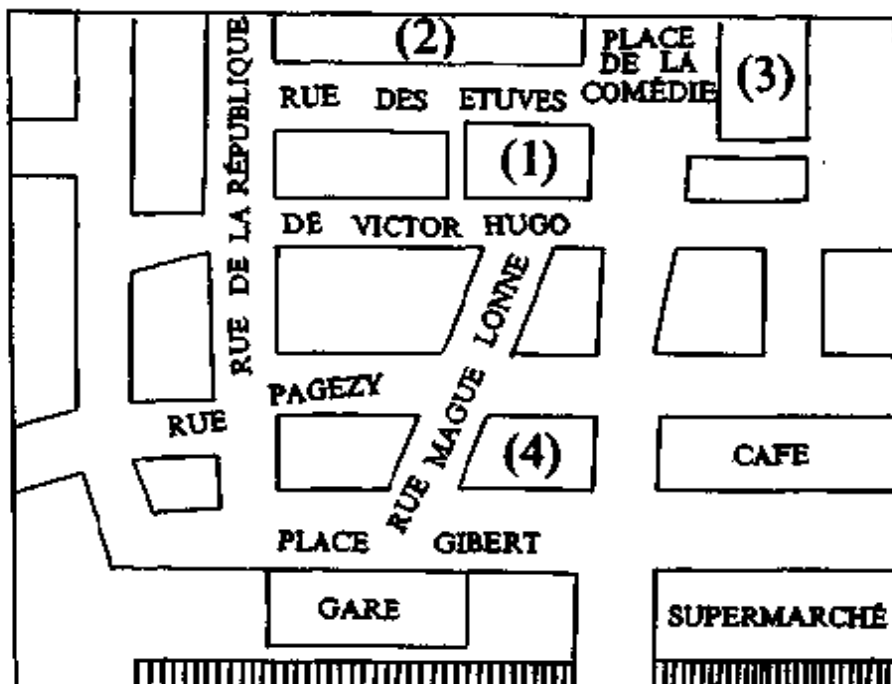 (2)
PLACE
DE LA
COMÉDIE
(3)
RUE DES ETUVES
(1)
RUE DE LA RÉPUBLIQUE
DE VICTOR HUGO
RUE MAGUE LONNE
RUE PAGEZY
(4)
CAFE
PLACE GIBERT
GARE
SUPERMARCHÉ